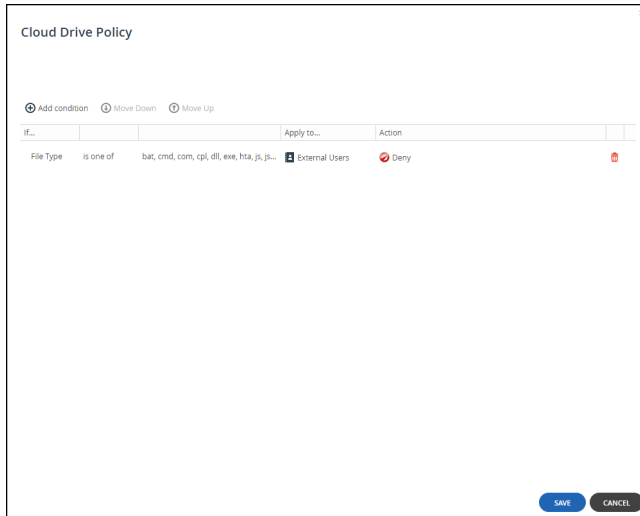 Cloud Drive Policy
Add condition Move Down Move Up
If... Apply to... Action
File Type is one of bat, cmd, com, cpl, dll, exe, hta, js, js... External Users Deny
SAVE CANCEL